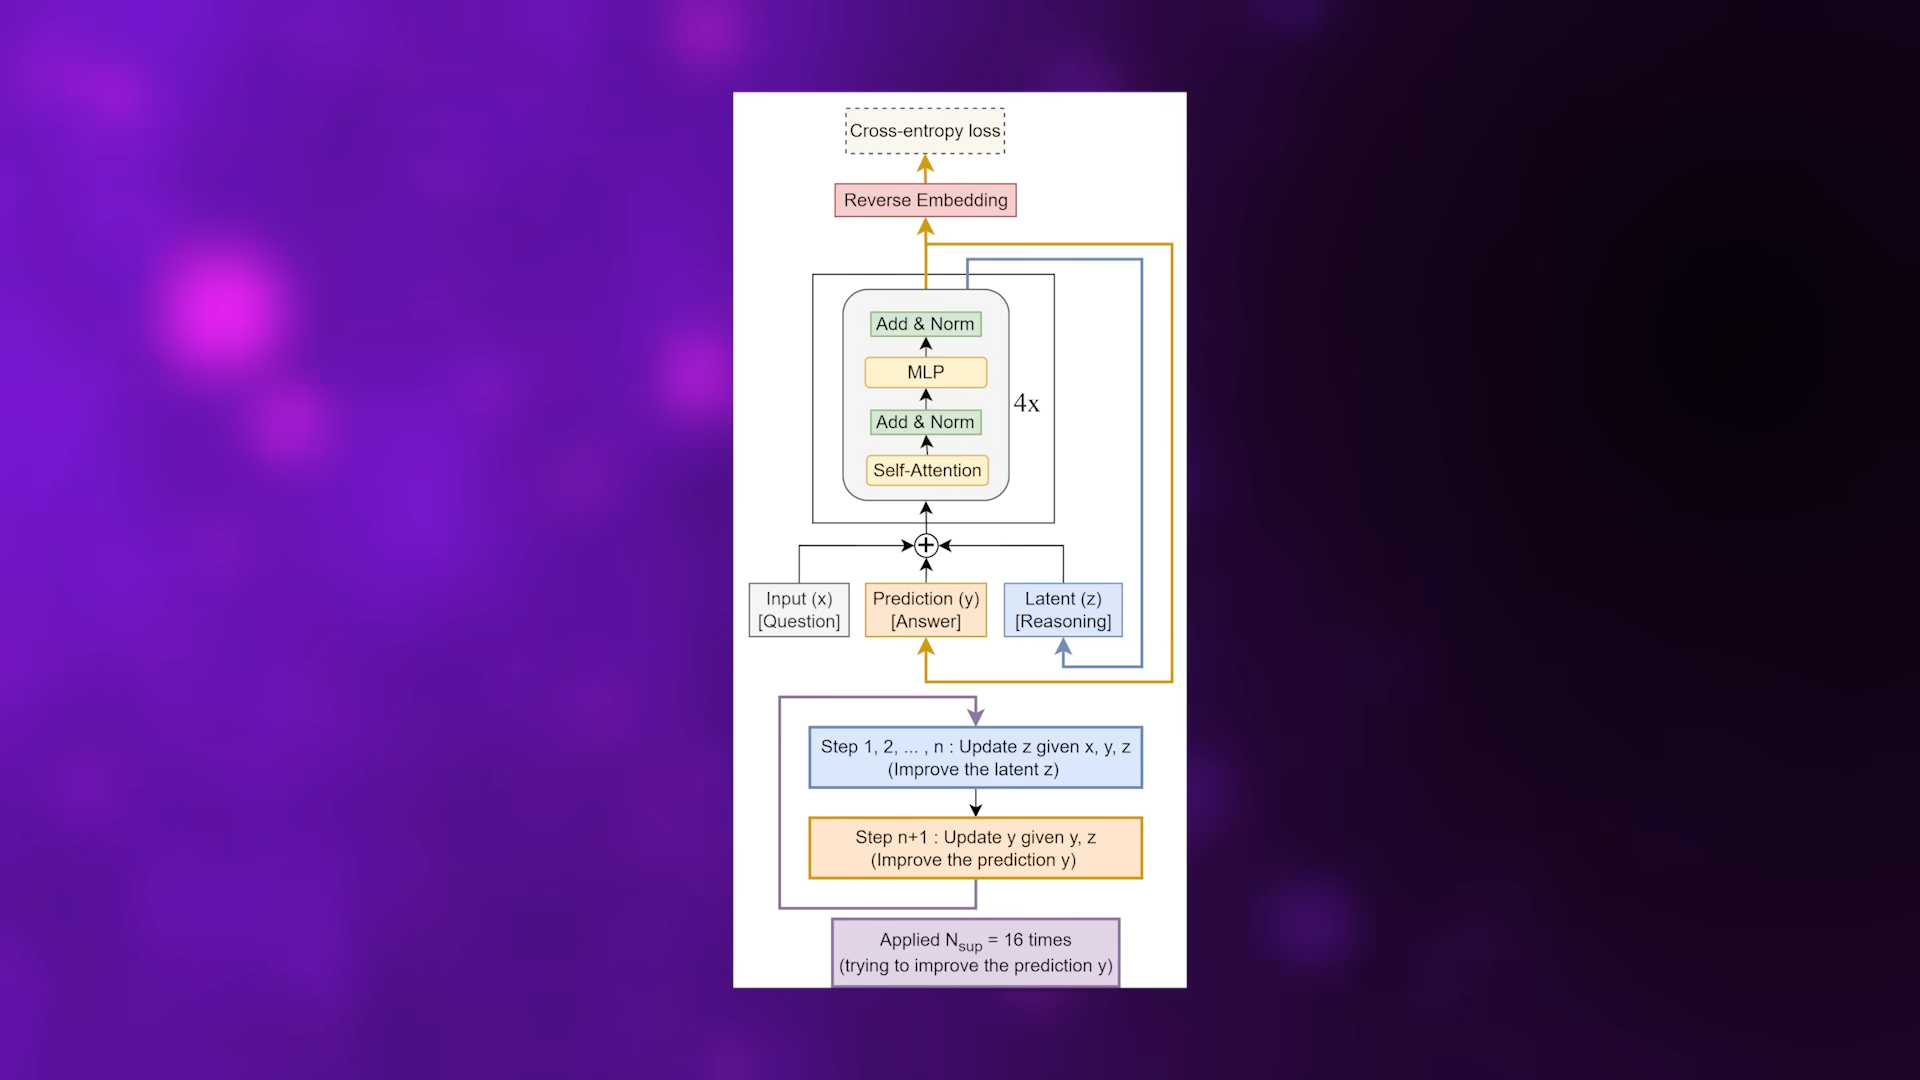 Cross-entropy loss
Reverse Embedding
Add & Norm
MLP
4x
Add & Norm
Self-Attention
+
Input (x)
[Question]
Prediction (y)
[Answer]
Latent (z)
[Reasoning]
Step 1, 2, ... , n : Update z given x, y, z
(Improve the latent z)
Step n+1 : Update y given y, z
(Improve the prediction y)
Applied Nsup = 16 times
(trying to improve the prediction y)